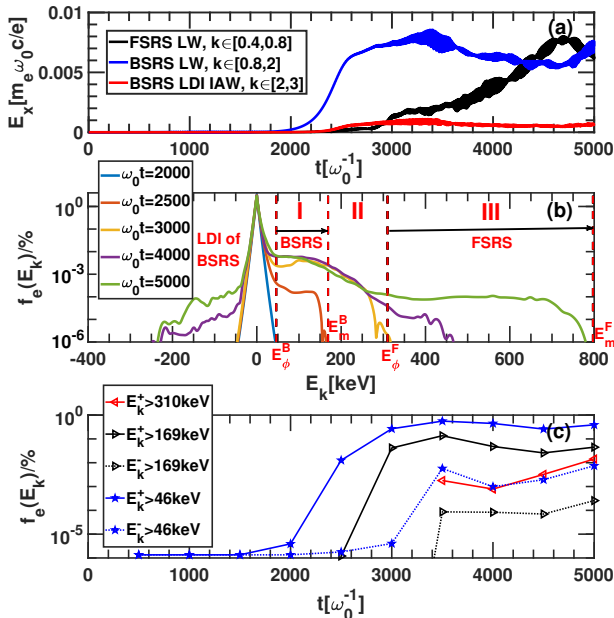 0.01
0.005
0
E_x[m_e ω_0 c/e]
FSRS LW, k∈[0.4,0.8]
BSRS LW, k∈[0.8,2]
BSRS LDI IAW, k∈[2,3]
(a)
0 1000 2000 3000 4000 5000
t[ω_0^{-1}]
ω_0t=2000
ω_0t=2500
ω_0t=3000
ω_0t=4000
ω_0t=5000
10^0
10^{-3}
10^{-6}
f_e(E_k)/%
LDI of
BSRS
I
BSRS
II
III
FSRS
(b)
E_ϕ^B
E_m^B
E_ϕ^F
E_m^F
-400 -200 0 200 400 600 800
E_k[keV]
10^0
10^{-5}
f_e(E_k)/%
E_k^+>310keV
E_k^+>169keV
E_k^->169keV
E_k^+>46keV
E_k^->46keV
(c)
0 1000 2000 3000 4000 5000
t[ω_0^{-1}]